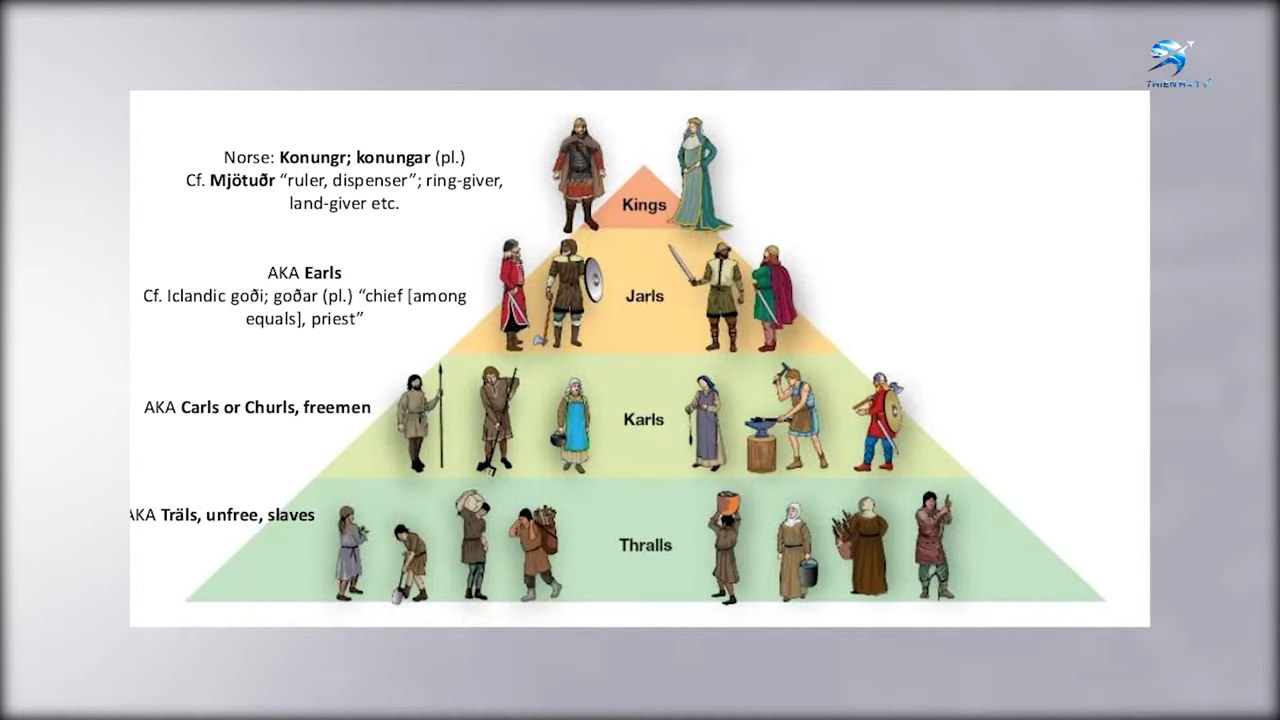 Norse: Konungr; konungar (pl.)
Cf. Mjötuðr “ruler, dispenser”; ring-giver,
land-giver etc.
Kings
AKA Earls
Cf. Iclandic goði; goðar (pl.) “chief [among
equals], priest”
Jarls
AKA Carls or Churls, freemen
Karls
AKA Träls, unfree, slaves
Thralls